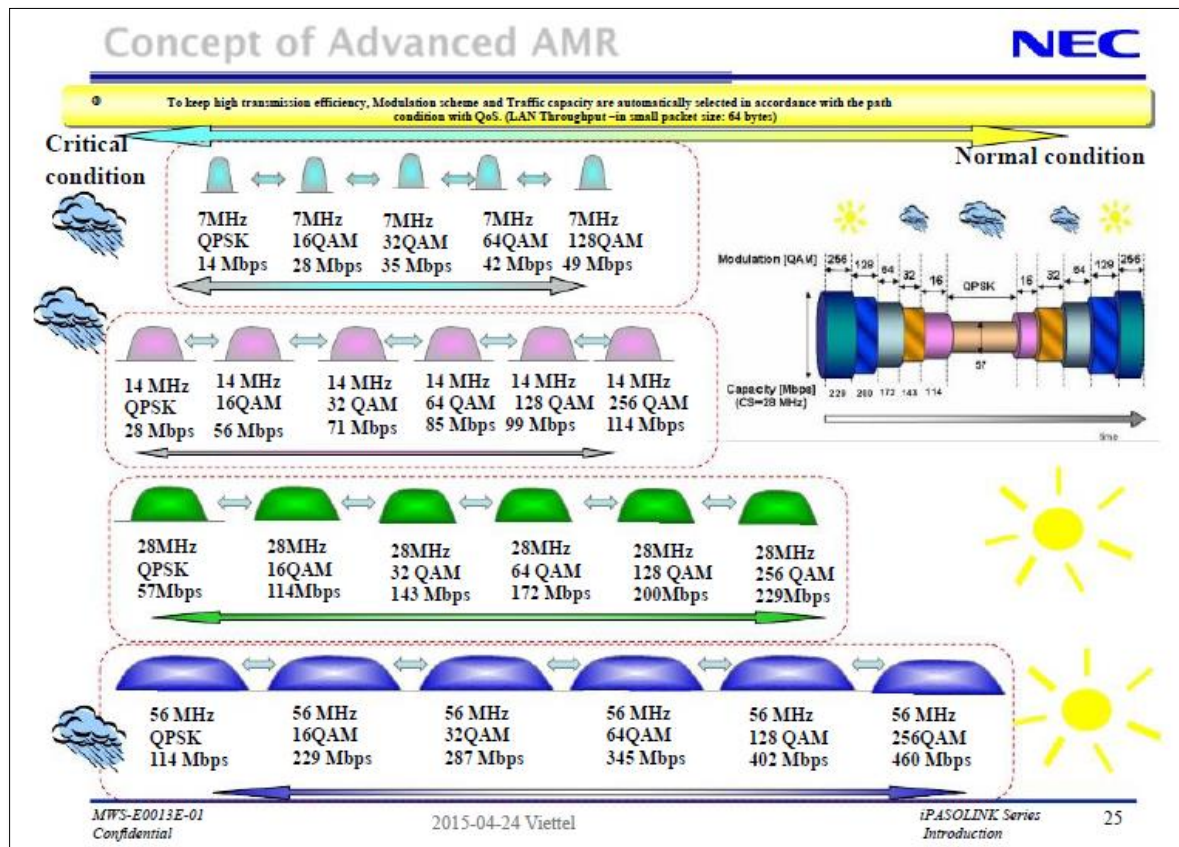 Concept of Advanced AMR
NEC
To keep high transmission efficiency, Modulation scheme and Traffic capacity are automatically selected in accordance with the path
condition with QoS. (LAN Throughput –in small packet size: 64 bytes)
Critical
condition
Normal condition
7MHz 7MHz 7MHz 7MHz 7MHz
QPSK 16QAM 32QAM 64QAM 128QAM
14 Mbps 28 Mbps 35 Mbps 42 Mbps 49 Mbps
Modulation [QAM] 256 128 64 32 16 QPSK 16 32 64 128 256
57
Capacity [Mbps] 229 200 172 143 114
(CS=28 MHz)
time
14 MHz 14 MHz 14 MHz 14 MHz 14 MHz 14 MHz
QPSK 16QAM 32 QAM 64 QAM 128 QAM 256 QAM
28 Mbps 56 Mbps 71 Mbps 85 Mbps 99 Mbps 114 Mbps
28MHz 28MHz 28MHz 28MHz 28MHz 28MHz
QPSK 16QAM 32 QAM 64 QAM 128 QAM 256 QAM
57Mbps 114Mbps 143 Mbps 172 Mbps 200Mbps 229Mbps
56 MHz 56 MHz 56 MHz 56 MHz 56 MHz 56 MHz
QPSK 16QAM 32QAM 64QAM 128 QAM 256QAM
114 Mbps 229 Mbps 287 Mbps 345 Mbps 402 Mbps 460 Mbps
MWS-E0013E-01
Confidential
2015-04-24 Viettel
iPASOLINK Series
Introduction
25